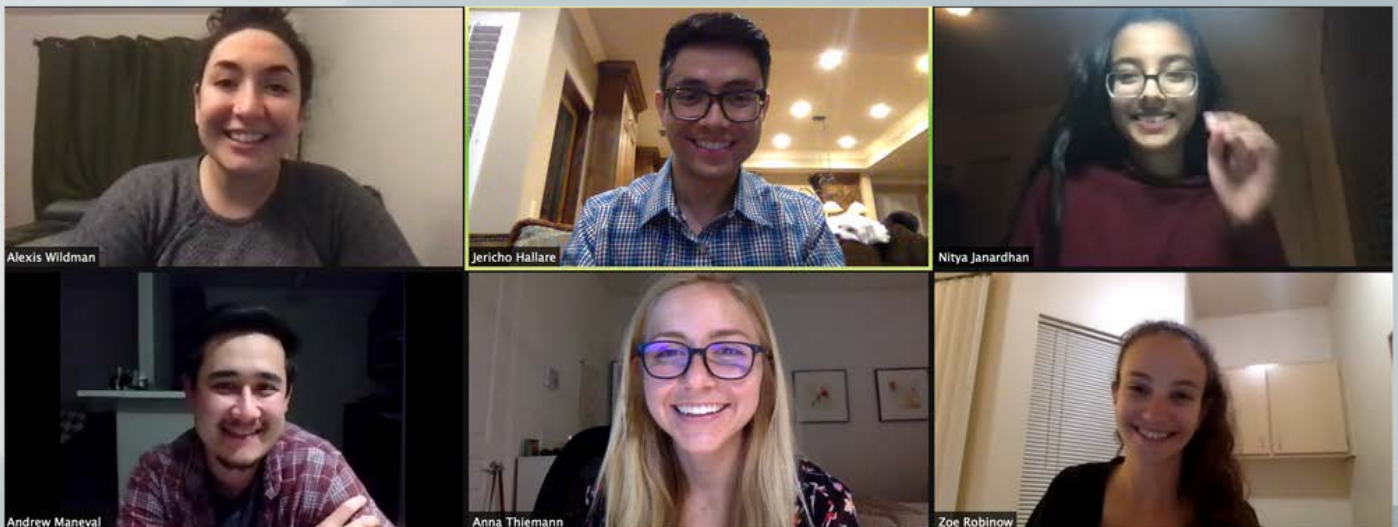 Alexis Wildman
Jericho Hallare
Nitya Janardhan
Andrew Maneval
Anna Thiemann
Zoe Robinow